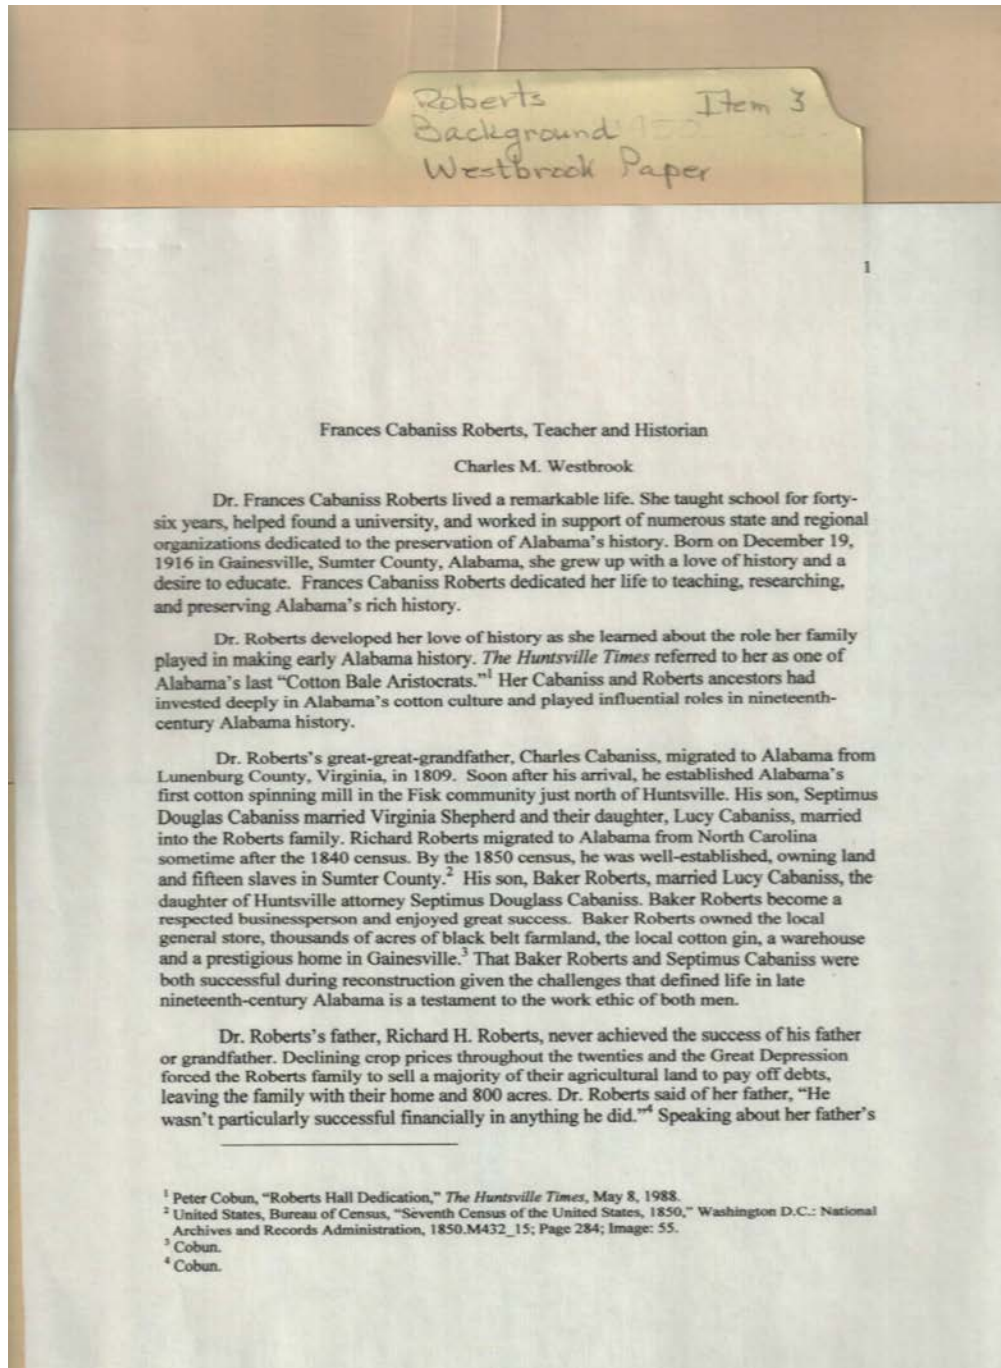 Roberts Item 3
Background
Westbrook Paper
1
Frances Cabaniss Roberts, Teacher and Historian
Charles M. Westbrook
Dr. Frances Cabaniss Roberts lived a remarkable life. She taught school for forty-
six years, helped found a university, and worked in support of numerous state and regional
organizations dedicated to the preservation of Alabama's history. Born on December 19,
1916 in Gainesville, Sumter County, Alabama, she grew up with a love of history and a
desire to educate. Frances Cabaniss Roberts dedicated her life to teaching, researching,
and preserving Alabama's rich history.
Dr. Roberts developed her love of history as she learned about the role her family
played in making early Alabama history. The Huntsville Times referred to her as one of
Alabama's last "Cotton Bale Aristocrats."1 Her Cabaniss and Roberts ancestors had
invested deeply in Alabama's cotton culture and played influential roles in nineteenth-
century Alabama history.
Dr. Roberts's great-great-grandfather, Charles Cabaniss, migrated to Alabama from
Lunenburg County, Virginia, in 1809. Soon after his arrival, he established Alabama's
first cotton spinning mill in the Fisk community just north of Huntsville. His son, Septimus
Douglas Cabaniss married Virginia Shepherd and their daughter, Lucy Cabaniss, married
into the Roberts family. Richard Roberts migrated to Alabama from North Carolina
sometime after the 1840 census. By the 1850 census, he was well-established, owning land
and fifteen slaves in Sumter County.2 His son, Baker Roberts, married Lucy Cabaniss, the
daughter of Huntsville attorney Septimus Douglass Cabaniss. Baker Roberts become a
respected businessperson and enjoyed great success. Baker Roberts owned the local
general store, thousands of acres of black belt farmland, the local cotton gin, a warehouse
and a prestigious home in Gainesville.3 That Baker Roberts and Septimus Cabaniss were
both successful during reconstruction given the challenges that defined life in late
nineteenth-century Alabama is a testament to the work ethic of both men.
Dr. Roberts's father, Richard H. Roberts, never achieved the success of his father
or grandfather. Declining crop prices throughout the twenties and the Great Depression
forced the Roberts family to sell a majority of their agricultural land to pay off debts,
leaving the family with their home and 800 acres. Dr. Roberts said of her father, "He
wasn't particularly successful financially in anything he did."4 Speaking about her father's
1 Peter Cobun, "Roberts Hall Dedication," The Huntsville Times, May 8, 1988.
2 United States, Bureau of Census, "Seventh Census of the United States, 1850," Washington D.C.: National
Archives and Records Administration, 1850.M432_15; Page 284; Image: 55.
3 Cobun.
4 Cobun.